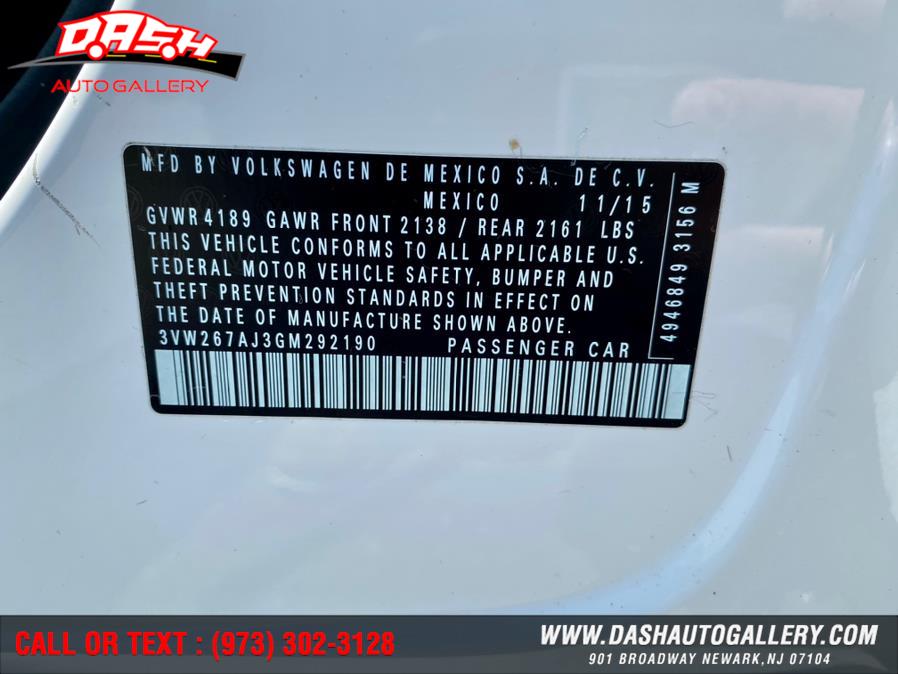 DASH
AUTO GALLERY
MFD BY VOLKSWAGEN DE MEXICO S.A. DE C.V.
MEXICO 11/15
GVWR 4189 GAWR FRONT 2138 / REAR 2161 LBS
THIS VEHICLE CONFORMS TO ALL APPLICABLE U.S.
FEDERAL MOTOR VEHICLE SAFETY, BUMPER AND
THEFT PREVENTION STANDARDS IN EFFECT ON
THE DATE OF MANUFACTURE SHOWN ABOVE.
3VW267AJ3GM292190 PASSENGER CAR
4946849 3156 M
CALL OR TEXT : (973) 302-3128
WWW.DASHAUTOGALLERY.COM
901 BROADWAY NEWARK,NJ 07104